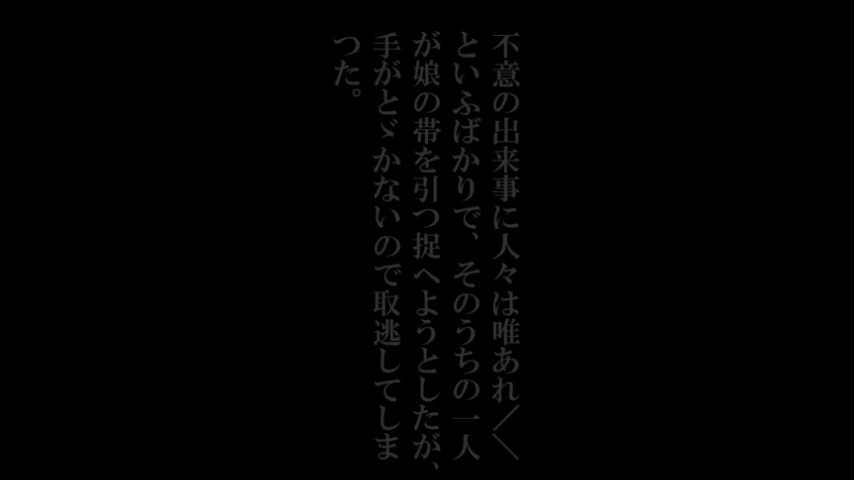 不意の出来事に人々は唯あれ／＼
といふばかりで、そのうちの一人
が娘の帯を引つ捉へようとしたが、
手がとゞかないので取逃してしま
つた。